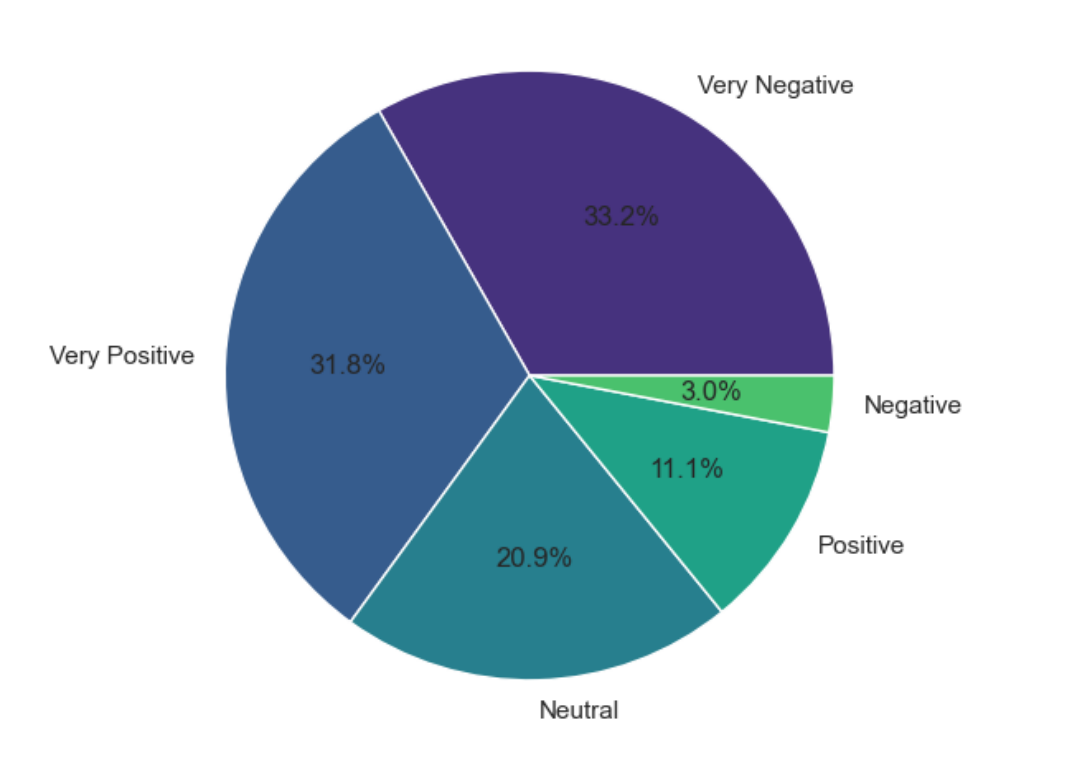 Very Negative
33.2%
Very Positive
31.8%
3.0%
Negative
11.1%
Positive
20.9%
Neutral